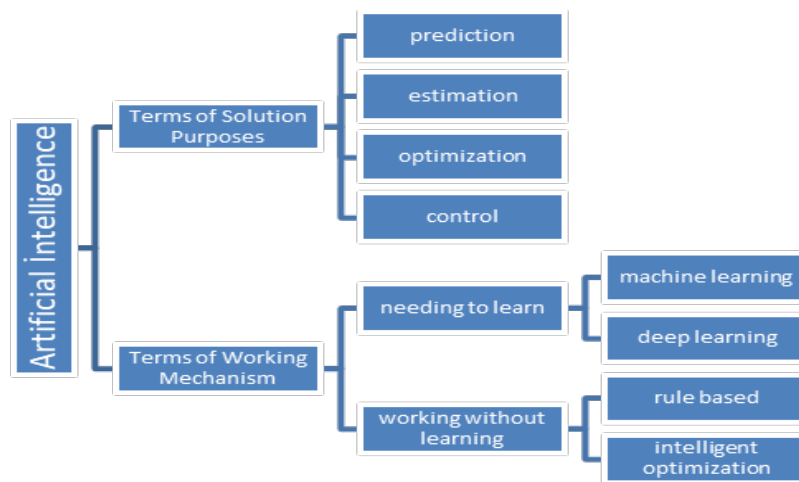 Artificial intelligence
Terms of Solution
Purposes
prediction
estimation
optimization
control
Terms of Working
Mechanism
needing to learn
machine learning
deep learning
working without
learning
rule based
intelligent
optimization